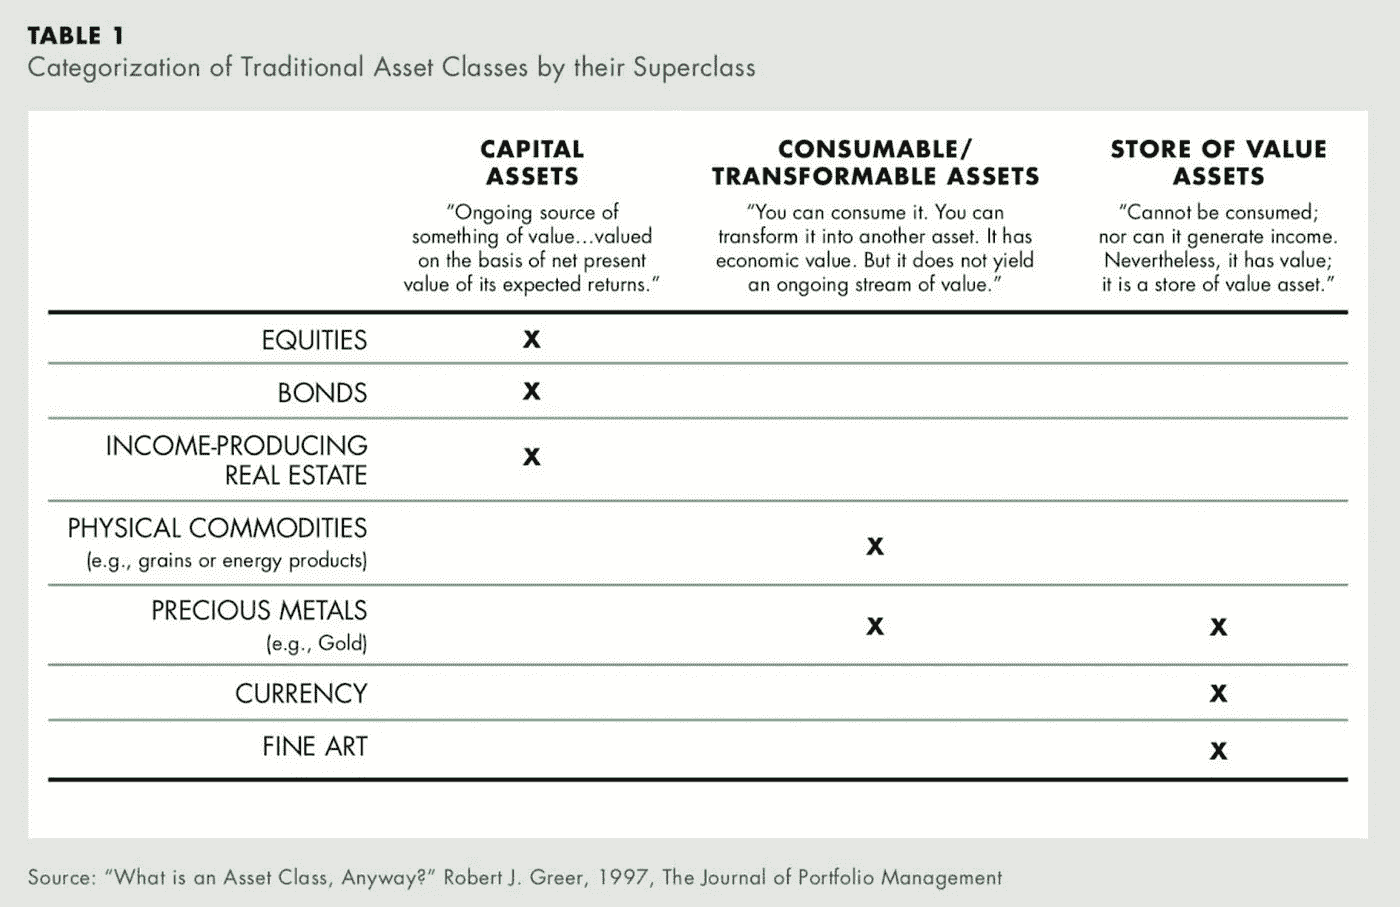 TABLE 1
Categorization of Traditional Asset Classes by their Superclass
CAPITAL
ASSETS
"Ongoing source of
something of value...valued
on the basis of net present
value of its expected returns."
CONSUMABLE/
TRANSFORMABLE ASSETS
"You can consume it. You can
transform it into another asset. It has
economic value. But it does not yield
an ongoing stream of value."
STORE OF VALUE
ASSETS
"Cannot be consumed;
nor can it generate income.
Nevertheless, it has value;
it is a store of value asset."
EQUITIES X
BONDS X
INCOME-PRODUCING
REAL ESTATE X
PHYSICAL COMMODITIES
(e.g., grains or energy products) X
PRECIOUS METALS
(e.g., Gold) X X
CURRENCY X
FINE ART X
Source: "What is an Asset Class, Anyway?" Robert J. Greer, 1997, The Journal of Portfolio Management